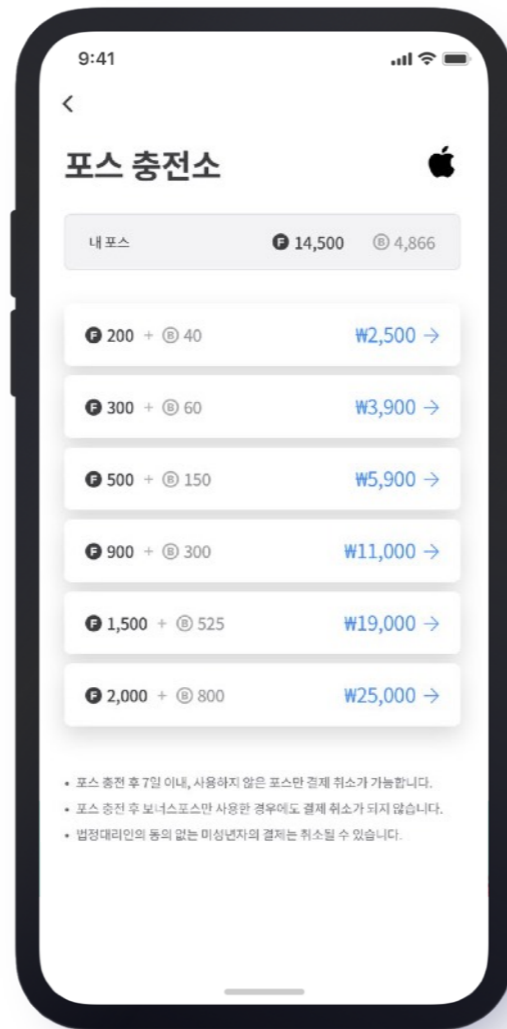 9:41
포스 충전소
내 포스 F 14,500 B 4,866
F 200 + B 40 ₩2,500 →
F 300 + B 60 ₩3,900 →
F 500 + B 150 ₩5,900 →
F 900 + B 300 ₩11,000 →
F 1,500 + B 525 ₩19,000 →
F 2,000 + B 800 ₩25,000 →
• 포스 충전 후 7일 이내, 사용하지 않은 포스만 결제 취소가 가능합니다.
• 포스 충전 후 보너스포스만 사용한 경우에도 결제 취소가 되지 않습니다.
• 법정대리인의 동의 없는 미성년자의 결제는 취소될 수 있습니다.